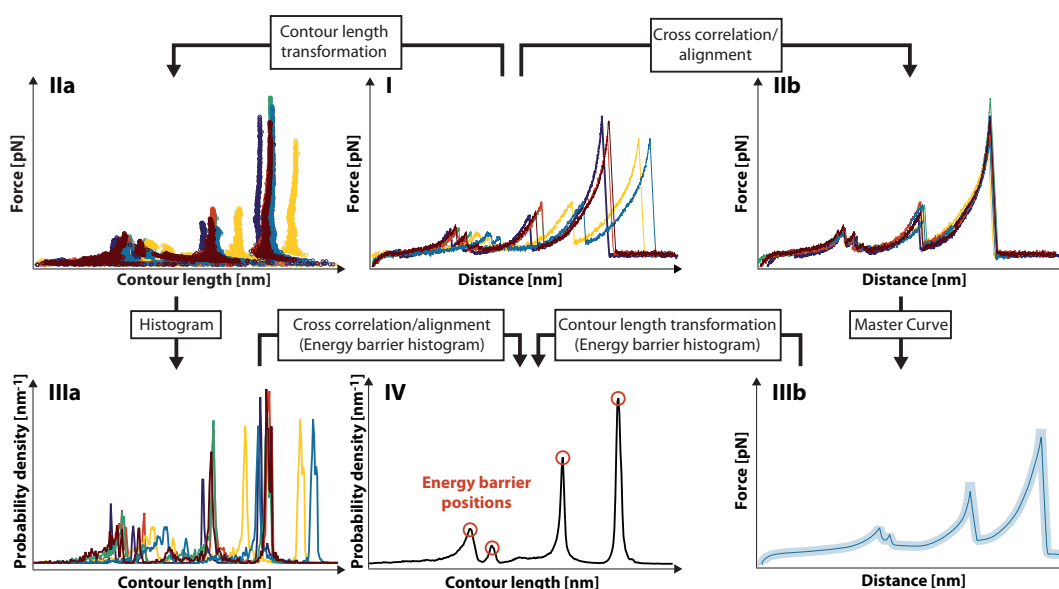 Contour length
transformation
Cross correlation/
alignment
IIa
I
IIb
Force [pN]
Contour length [nm]
Force [pN]
Distance [nm]
Force [pN]
Distance [nm]
Histogram
Cross correlation/alignment
(Energy barrier histogram)
Contour length transformation
(Energy barrier histogram)
Master Curve
IIIa
IV
IIIb
Probability density [nm⁻¹]
Contour length [nm]
Probability density [nm⁻¹]
Energy barrier
positions
Contour length [nm]
Force [pN]
Distance [nm]